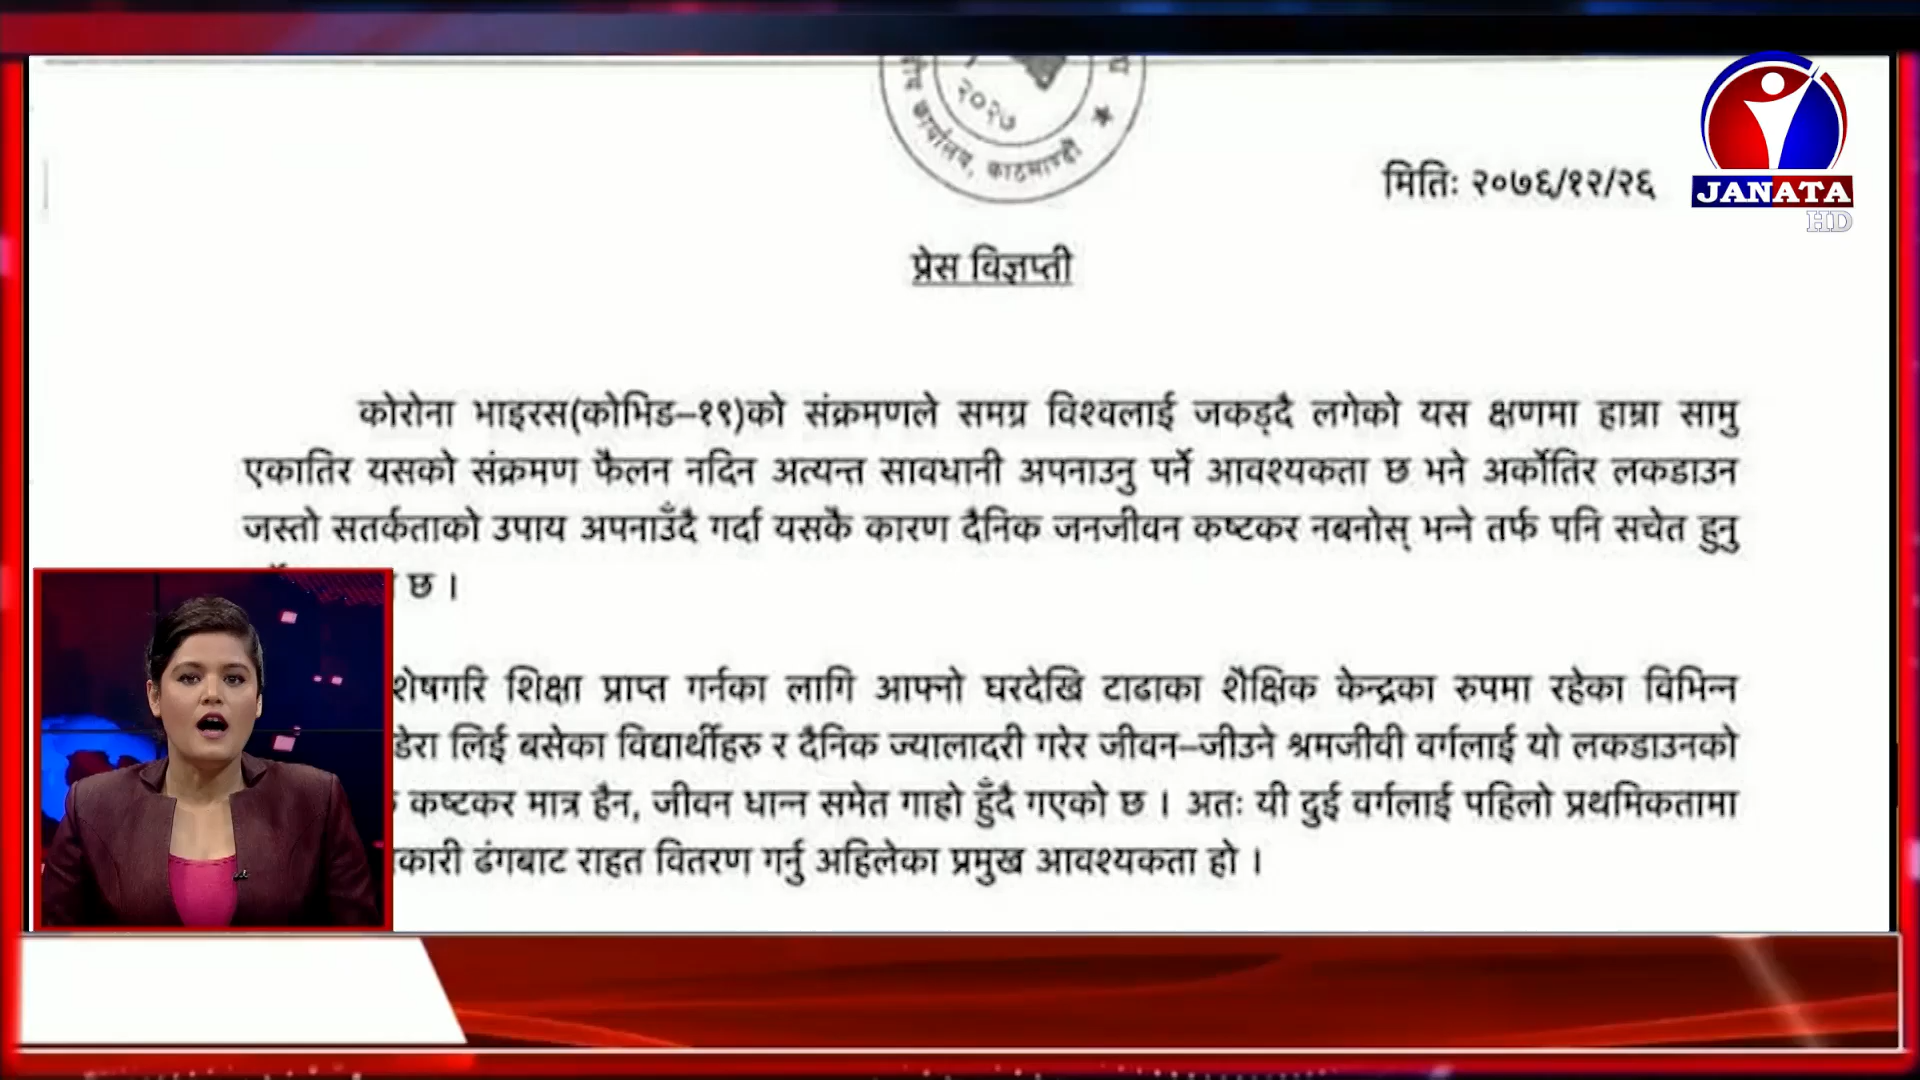 २०२७
कार्यालय, काठमाण्डौ
JANATA
HD
मितिः २०७६/१२/२६
प्रेस विज्ञप्ती
कोरोना भाइरस(कोभिड–१९)को संक्रमणले समग्र विश्वलाई जकड्दै लगेको यस क्षणमा हाम्रा सामु
एकातिर यसको संक्रमण फैलन नदिन अत्यन्त सावधानी अपनाउनु पर्ने आवश्यकता छ भने अर्कोतिर लकडाउन
जस्तो सतर्कताको उपाय अपनाउँदै गर्दा यसकै कारण दैनिक जनजीवन कष्टकर नबनोस् भन्ने तर्फ पनि सचेत हुनु
छ ।
शेषगरि शिक्षा प्राप्त गर्नका लागि आफ्नो घरदेखि टाढाका शैक्षिक केन्द्रका रुपमा रहेका विभिन्न
डेरा लिई बसेका विद्यार्थीहरु र दैनिक ज्यालादरी गरेर जीवन–जीउने श्रमजीवी वर्गलाई यो लकडाउनको
कष्टकर मात्र हैन, जीवन धान्न समेत गाहो हुँदै गएको छ । अतः यी दुई वर्गलाई पहिलो प्रथमिकतामा
कारी ढंगबाट राहत वितरण गर्नु अहिलेका प्रमुख आवश्यकता हो ।